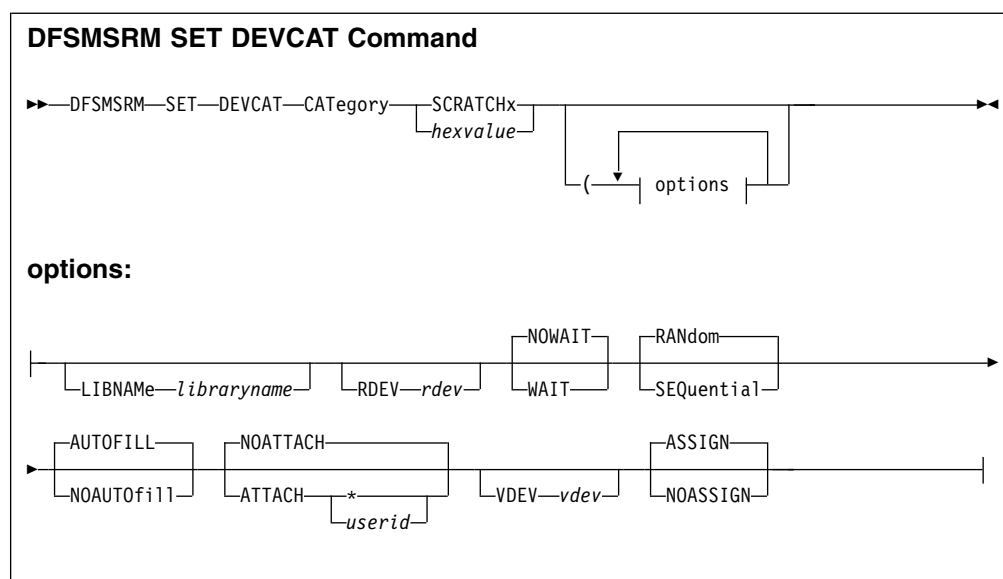 DFSMSRM SET DEVCAT Command
DFSMSRM SET DEVCAT CATegory SCRATCHx
hexvalue
( options
options:
NOWAIT RANdom
LIBNAMe libraryname RDEV rdev WAIT SEQuential
AUTOFILL NOATTACH ASSIGN
NOAUTOfill ATTACH * VDEV vdev NOASSIGN
userid